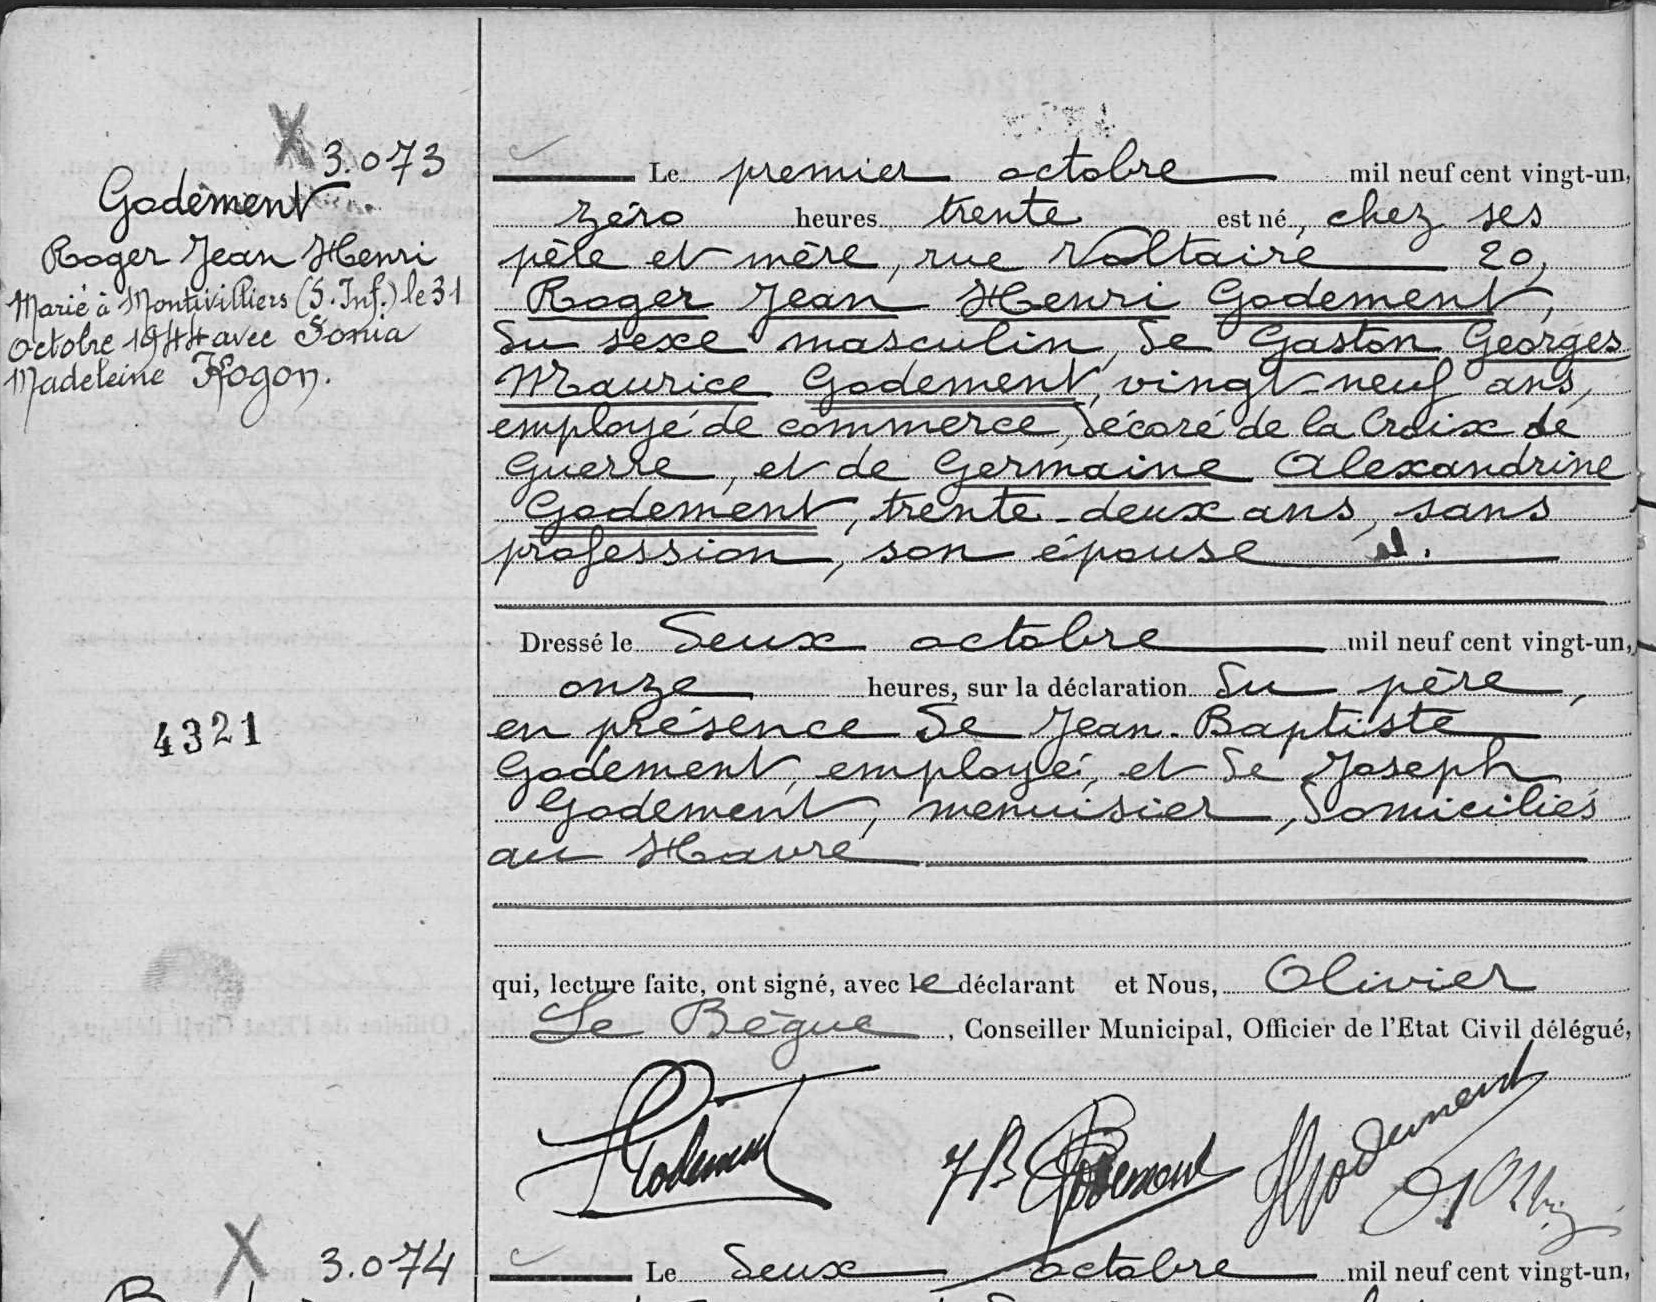 3.073
Godement
Roger Jean Henri
Marié à Montivilliers (S. Inf.) le 31
octobre 1944 avec Sonia
Madeleine Kogon.
Le premier octobre mil neuf cent vingt-un,
zéro heures trente est né, chez ses
père et mère, rue Voltaire 20,
Roger Jean Henri Godement,
du sexe masculin, de Gaston Georges
Maurice Godement, vingt-neuf ans,
employé de commerce, décoré de la Croix de
Guerre, et de Germaine Alexandrine
Godement, trente-deux ans, sans
profession, son épouse.
Dressé le deux octobre mil neuf cent vingt-un,
onze heures, sur la déclaration du père,
en présence de Jean-Baptiste
Godement, employé, et de Joseph
Godement, menuisier, domiciliés
au Havre
4321
qui, lecture faite, ont signé, avec le déclarant et Nous, Olivier
Le Bègue, Conseiller Municipal, Officier de l'Etat Civil délégué,
Godement JB Godement Godement
3.074
Le deux octobre mil neuf cent vingt-un,